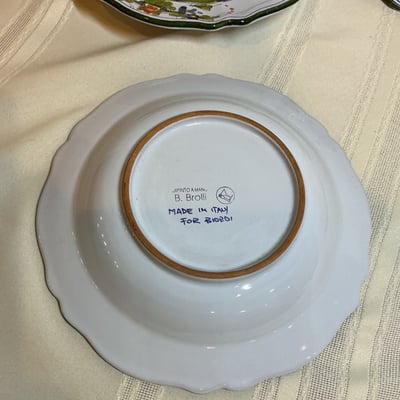 DIPINTO A MANO
B. Brolli
MADE IN ITALY
FOR BIORDI